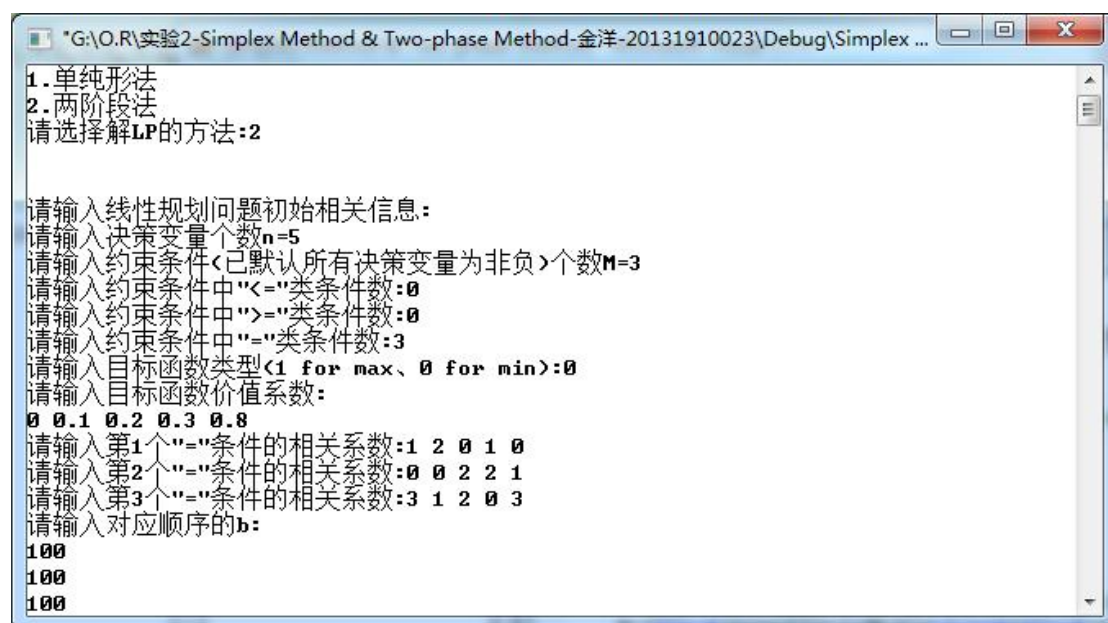 "G:\O.R\实验2-Simplex Method & Two-phase Method-金洋-20131910023\Debug\Simplex ...
1.单纯形法
2.两阶段法
请选择解LP的方法:2
请输入线性规划问题初始相关信息:
请输入决策变量个数n=5
请输入约束条件(已默认所有决策变量为非负)个数M=3
请输入约束条件中"<="类条件数:0
请输入约束条件中">="类条件数:0
请输入约束条件中"="类条件数:3
请输入目标函数类型(1 for max、0 for min):0
请输入目标函数价值系数:
0 0.1 0.2 0.3 0.8
请输入第1个"="条件的相关系数:1 2 0 1 0
请输入第2个"="条件的相关系数:0 0 2 2 1
请输入第3个"="条件的相关系数:3 1 2 0 3
请输入对应顺序的b:
100
100
100